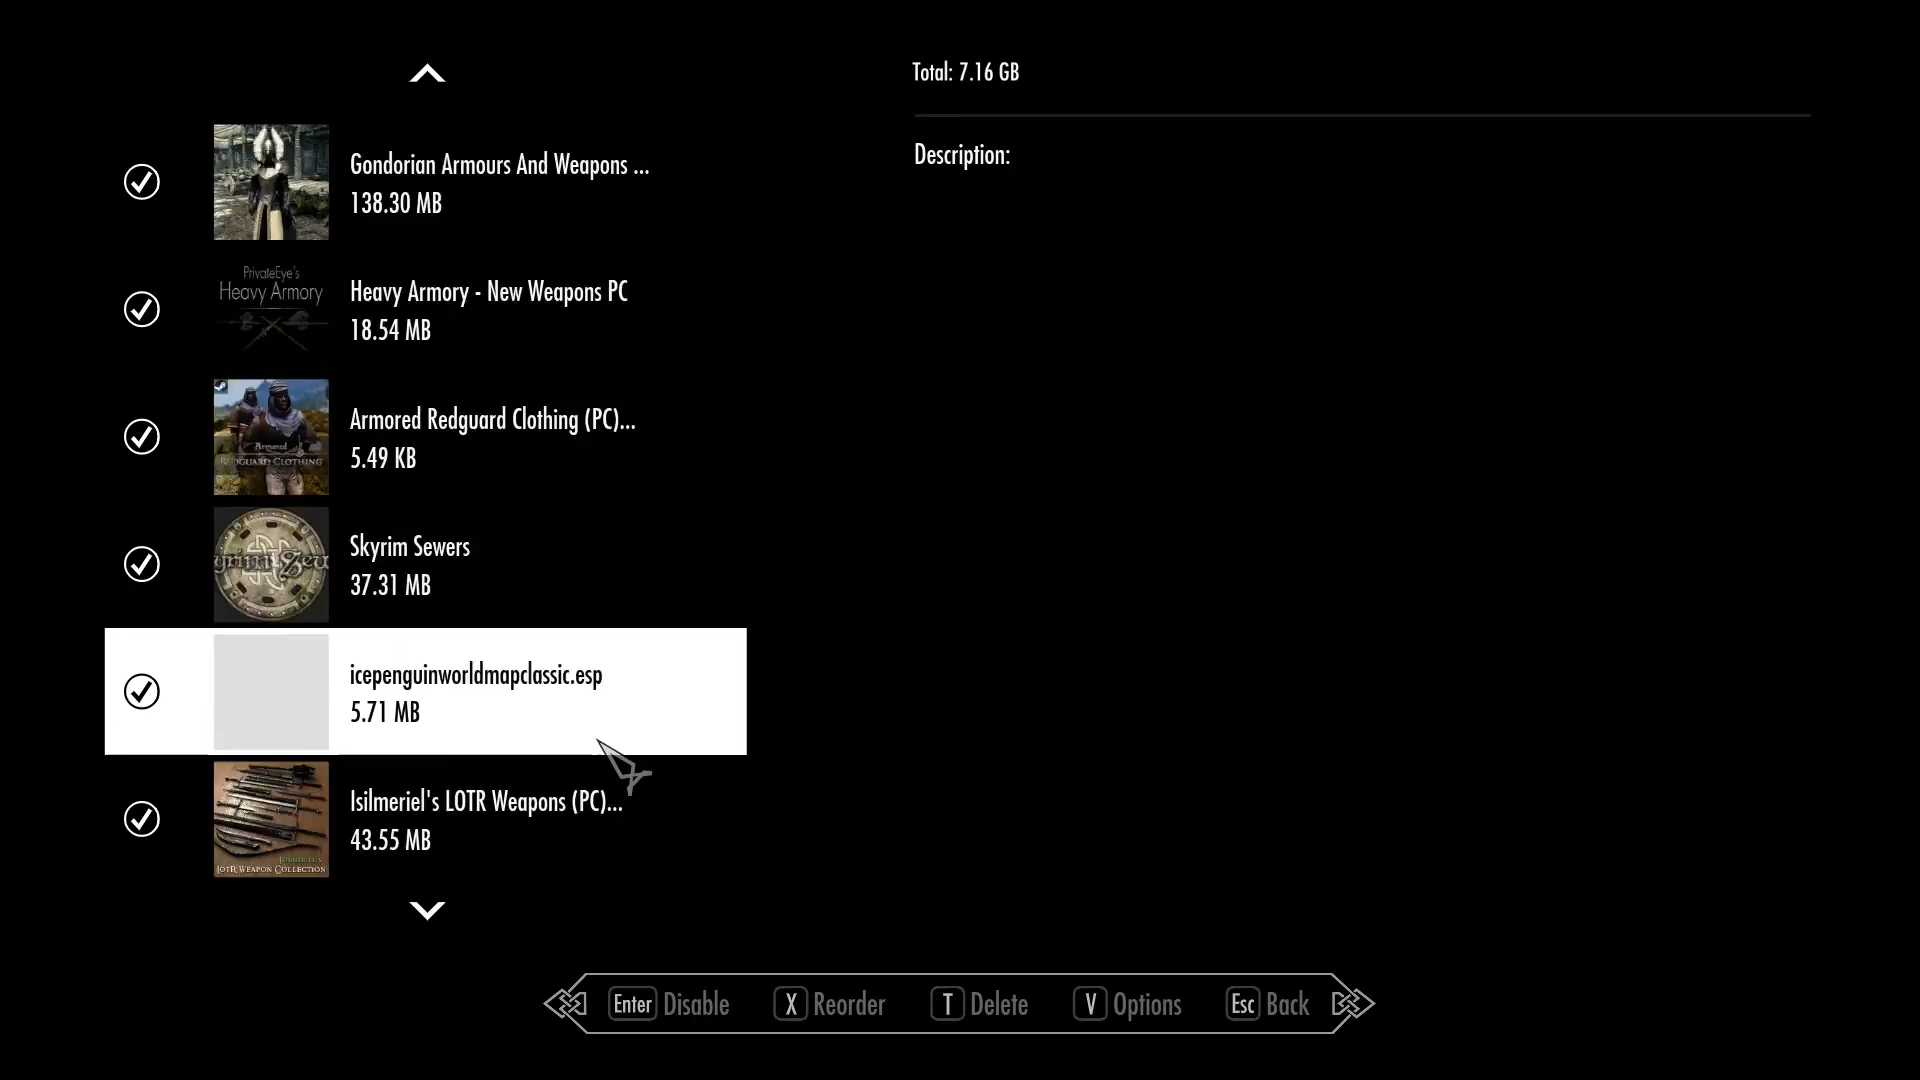 Total: 7.16 GB
Description:
Gondorian Armours And Weapons ...
138.30 MB
PrivateEye's
Heavy Armory
Heavy Armory - New Weapons PC
18.54 MB
Armored
REDGUARD CLOTHING
Armored Redguard Clothing (PC)...
5.49 KB
Skyrim Sewers
37.31 MB
icepenguinworldmapclassic.esp
5.71 MB
LOTR WEAPON COLLECTION
Isilmeriel's LOTR Weapons (PC)...
43.55 MB
Enter Disable X Reorder T Delete V Options Esc Back